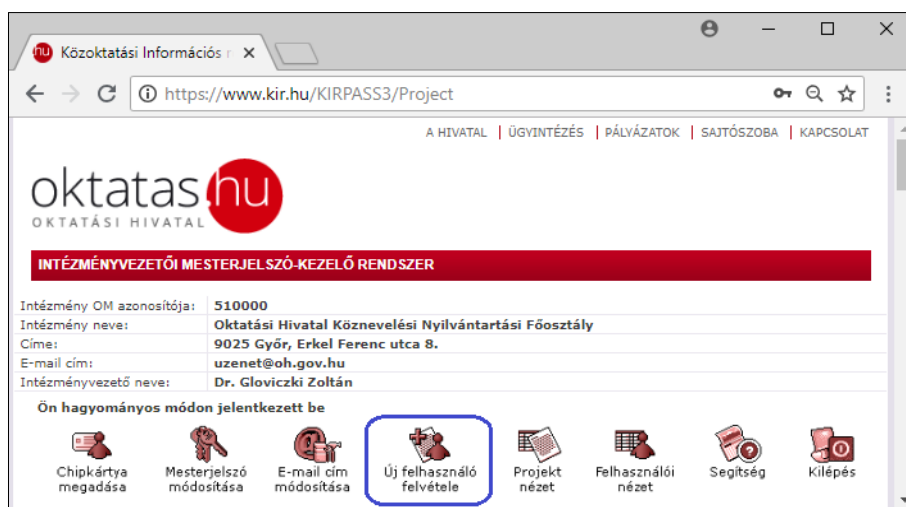 Közoktatási Információs r
https://www.kir.hu/KIRPASS3/Project
A HIVATAL | ÜGYINTÉZÉS | PÁLYÁZATOK | SAJTÓSZOBA | KAPCSOLAT
oktatas.hu
OKTATÁSI HIVATAL
INTÉZMÉNYVEZETŐI MESTERJELSZÓ-KEZELŐ RENDSZER
Intézmény OM azonosítója: 510000
Intézmény neve: Oktatási Hivatal Köznevelési Nyilvántartási Főosztály
Címe: 9025 Győr, Erkel Ferenc utca 8.
E-mail cím: uzenet@oh.gov.hu
Intézményvezető neve: Dr. Gloviczki Zoltán
Ön hagyományos módon jelentkezett be
Chipkártya megadása
Mesterjelszó módosítása
E-mail cím módosítása
Új felhasználó felvétele
Projekt nézet
Felhasználói nézet
Segítség
Kilépés